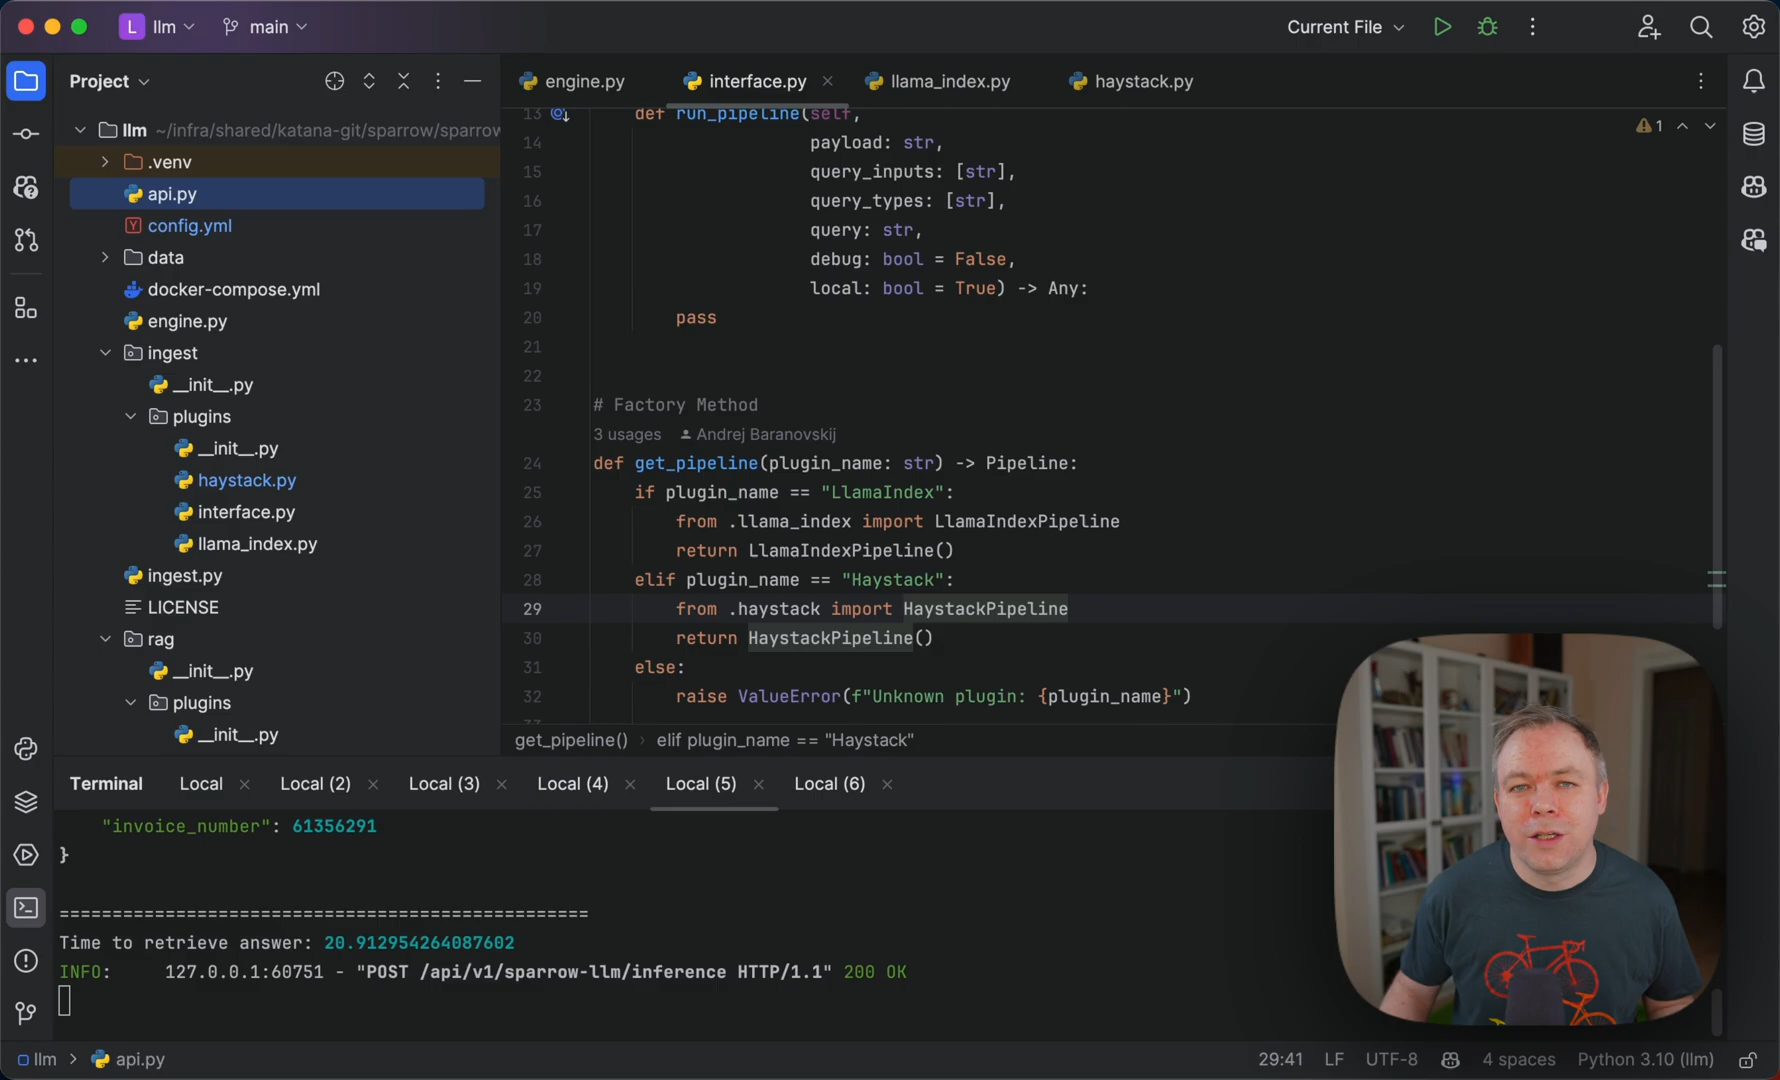 L llm main
Current File
Project
llm ~/infra/shared/katana-git/sparrow/sparrow
.venv
api.py
config.yml
data
docker-compose.yml
engine.py
ingest
__init__.py
plugins
__init__.py
haystack.py
interface.py
llama_index.py
ingest.py
LICENSE
rag
__init__.py
plugins
__init__.py
engine.py
interface.py
llama_index.py
haystack.py
1
13 def run_pipeline(self,
14 payload: str,
15 query_inputs: [str],
16 query_types: [str],
17 query: str,
18 debug: bool = False,
19 local: bool = True) -> Any:
20 pass
21
22
23 # Factory Method
3 usages Andrej Baranovskij
24 def get_pipeline(plugin_name: str) -> Pipeline:
25 if plugin_name == "LlamaIndex":
26 from .llama_index import LlamaIndexPipeline
27 return LlamaIndexPipeline()
28 elif plugin_name == "Haystack":
29 from .haystack import HaystackPipeline
30 return HaystackPipeline()
31 else:
32 raise ValueError(f"Unknown plugin: {plugin_name}")
get_pipeline() › elif plugin_name == "Haystack"
Terminal Local Local (2) Local (3) Local (4) Local (5) Local (6)
"invoice_number": 61356291
}
==================================================
Time to retrieve answer: 20.912954264087602
INFO: 127.0.0.1:60751 - "POST /api/v1/sparrow-llm/inference HTTP/1.1" 200 OK
llm › api.py
29:41 LF UTF-8 4 spaces Python 3.10 (llm)